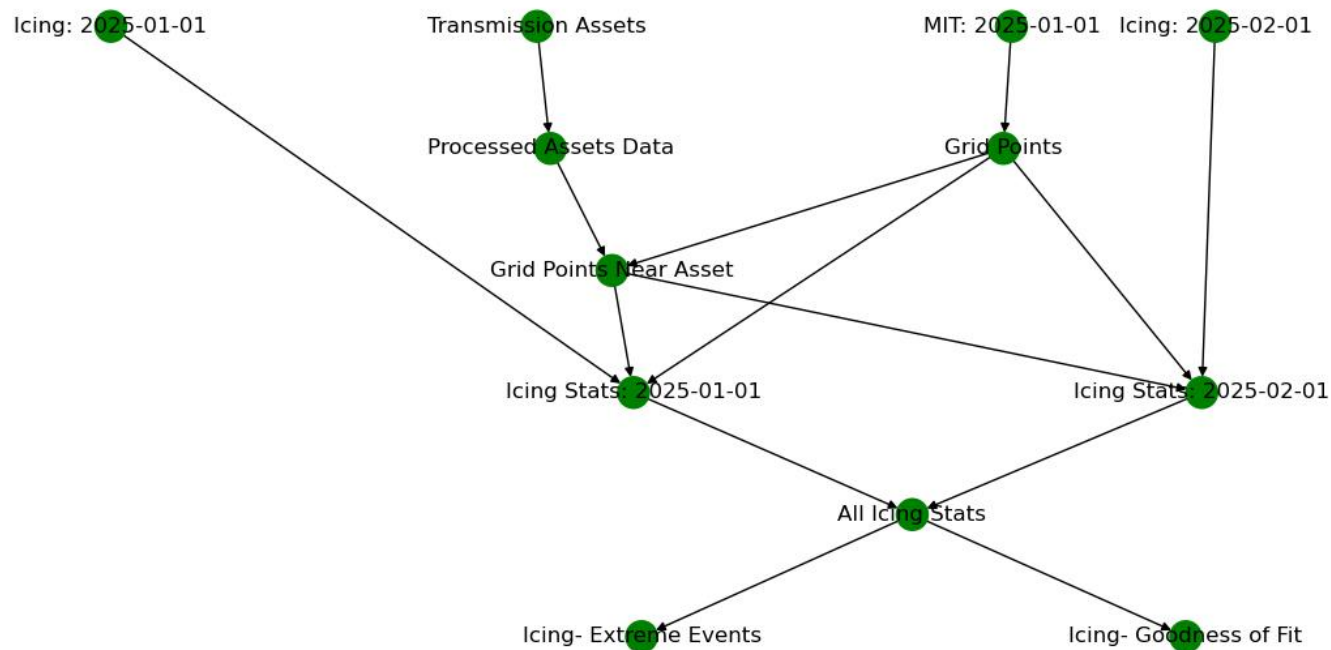 Icing: 2025-01-01
Transmission Assets
MIT: 2025-01-01
Icing: 2025-02-01
Processed Assets Data
Grid Points
Grid Points Near Asset
Icing Stats: 2025-01-01
Icing Stats: 2025-02-01
All Icing Stats
Icing- Extreme Events
Icing- Goodness of Fit